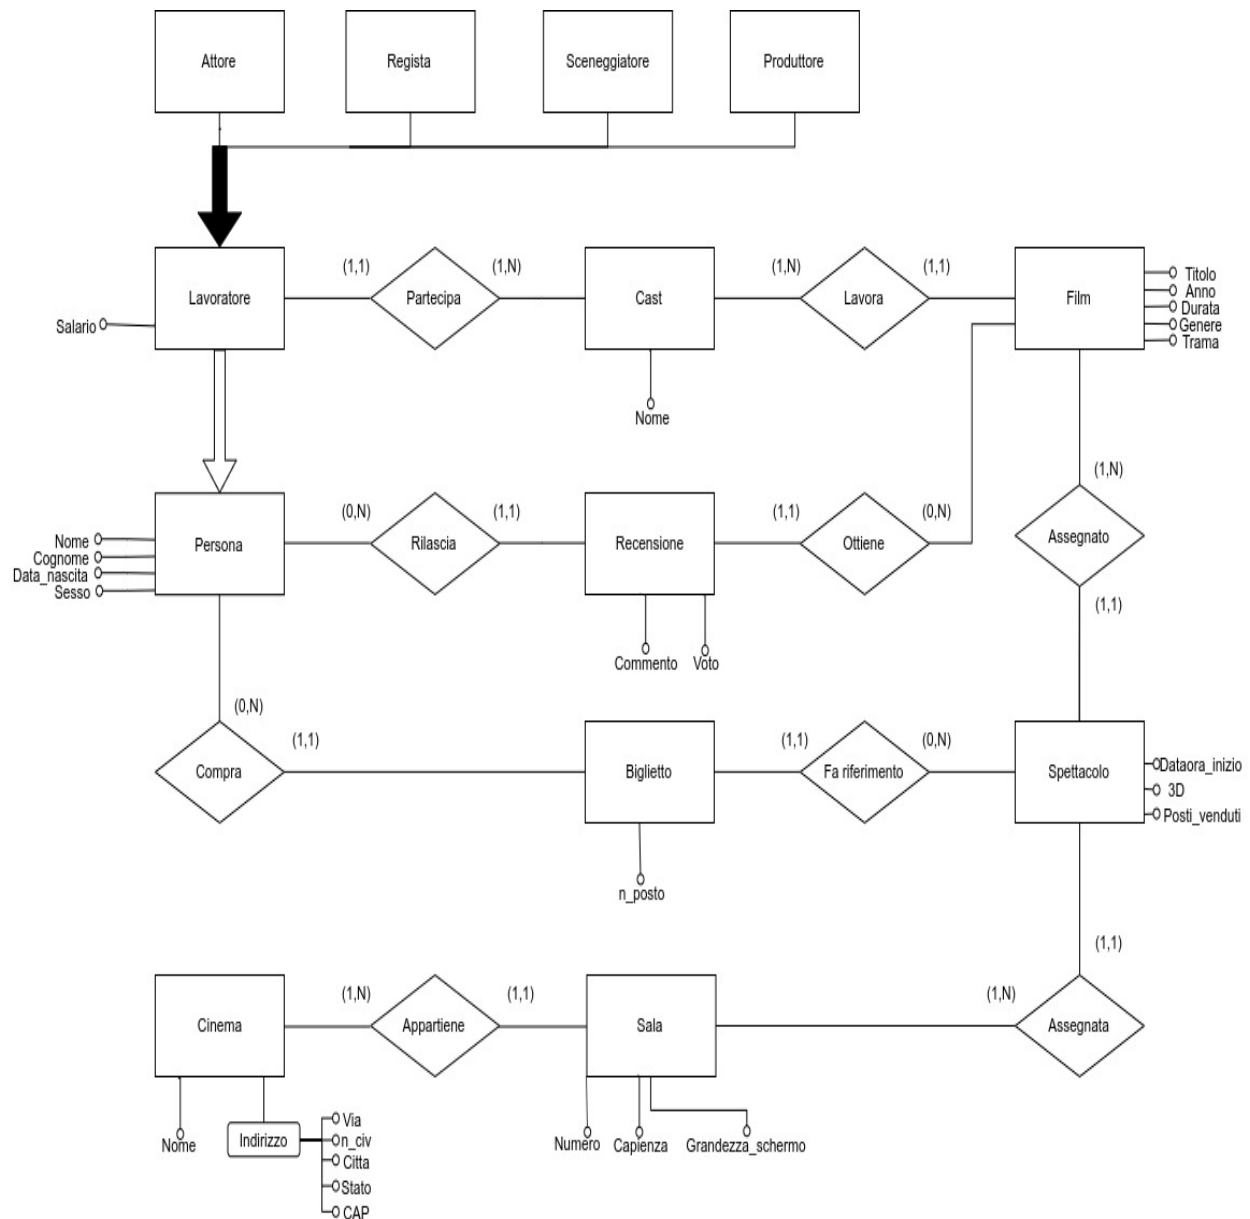 Attore
Regista
Sceneggiatore
Produttore
(1,1)
(1,N)
(1,N)
(1,1)
Lavoratore
Partecipa
Cast
Lavora
Film
Titolo
Anno
Durata
Genere
Trama
Salario
Nome
(1,N)
(0,N)
(1,1)
(1,1)
(0,N)
Persona
Rilascia
Recensione
Ottiene
Assegnato
Nome
Cognome
Data_nascita
Sesso
(1,1)
Commento
Voto
(0,N)
(1,1)
(1,1)
(0,N)
Compra
Biglietto
Fa riferimento
Spettacolo
Dataora_inizio
3D
Posti_venduti
n_posto
(1,1)
(1,N)
(1,1)
(1,N)
Cinema
Appartiene
Sala
Assegnata
Nome
Indirizzo
Via
n_civ
Citta
Stato
CAP
Numero
Capienza
Grandezza_schermo